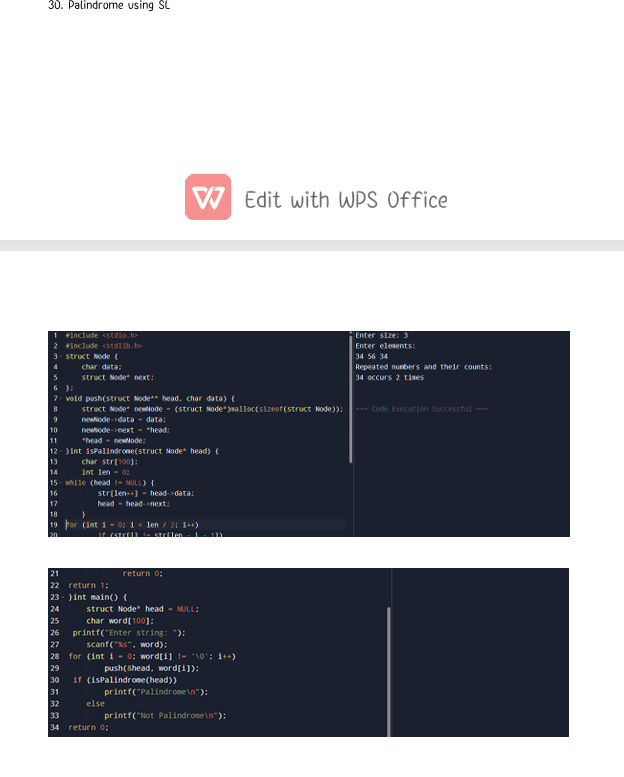 30. Palindrome using SL
Edit with WPS Office
1 #include <stdio.h>
2 #include <stdlib.h>
3 struct Node {
4 char data;
5 struct Node* next;
6 };
7 void push(struct Node** head, char data) {
8 struct Node* newNode = (struct Node*)malloc(sizeof(struct Node));
9 newNode->data = data;
10 newNode->next = *head;
11 *head = newNode;
12 }int isPalindrome(struct Node* head) {
13 char str[100];
14 int len = 0;
15 while (head != NULL) {
16 str[len++] = head->data;
17 head = head->next;
18 }
19 for (int i = 0; i < len / 2; i++)
20 if (str[i] != str[len - 1 - i])
Enter size: 3
Enter elements:
34 56 34
Repeated numbers and their counts:
34 occurs 2 times
=== Code Execution Successful ===
21 return 0;
22 return 1;
23 }int main() {
24 struct Node* head = NULL;
25 char word[100];
26 printf("Enter string: ");
27 scanf("%s", word);
28 for (int i = 0; word[i] != '\0'; i++)
29 push(&head, word[i]);
30 if (isPalindrome(head))
31 printf("Palindrome\n");
32 else
33 printf("Not Palindrome\n");
34 return 0;